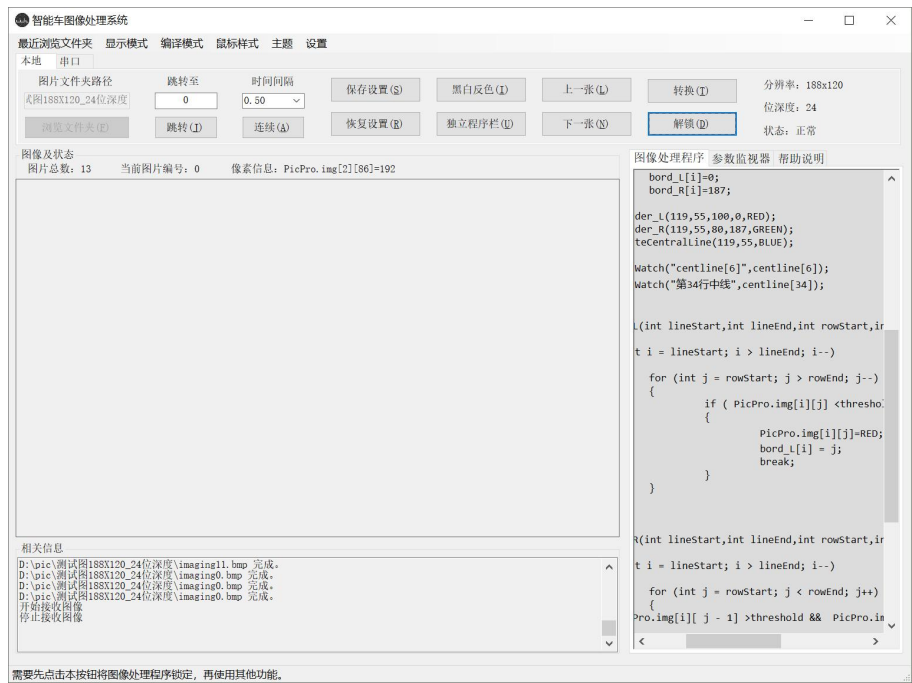 智能车图像处理系统
最近浏览文件夹 显示模式 编译模式 鼠标样式 主题 设置
本地 串口
图片文件夹路径 跳转至 时间间隔
图188X120_24位深度 0 0.50
浏览文件夹(F) 跳转(J) 连续(A)
保存设置(S) 黑白反色(I) 上一张(L) 转换(T)
恢复设置(R) 独立程序栏(U) 下一张(N) 解锁(D)
分辨率：188x120
位深度：24
状态：正常
图像及状态
图片总数：13 当前图片编号：0 像素信息：PicPro.img[2][86]=192
图像处理程序 参数监视器 帮助说明
bord_L[i]=0;
bord_R[i]=187;
der_L(119,55,100,0,RED);
der_R(119,55,80,187,GREEN);
teCentralLine(119,55,BLUE);
Watch("centline[6]",centline[6]);
Watch("第34行中线",centline[34]);
L(int lineStart,int lineEnd,int rowStart,in
t i = lineStart; i > lineEnd; i--)
for (int j = rowStart; j > rowEnd; j--)
{
if ( PicPro.img[i][j] <threshol
{
PicPro.img[i][j]=RED;
bord_L[i] = j;
break;
}
}
R(int lineStart,int lineEnd,int rowStart,in
t i = lineStart; i > lineEnd; i--)
for (int j = rowStart; j < rowEnd; j++)
{
Pro.img[i][ j - 1] >threshold && PicPro.im
相关信息
D:\pic\测试图188X120_24位深度\imaging11.bmp 完成。
D:\pic\测试图188X120_24位深度\imaging0.bmp 完成。
D:\pic\测试图188X120_24位深度\imaging0.bmp 完成。
D:\pic\测试图188X120_24位深度\imaging0.bmp 完成。
开始接收图像
停止接收图像
需要先点击本按钮将图像处理程序锁定，再使用其他功能。